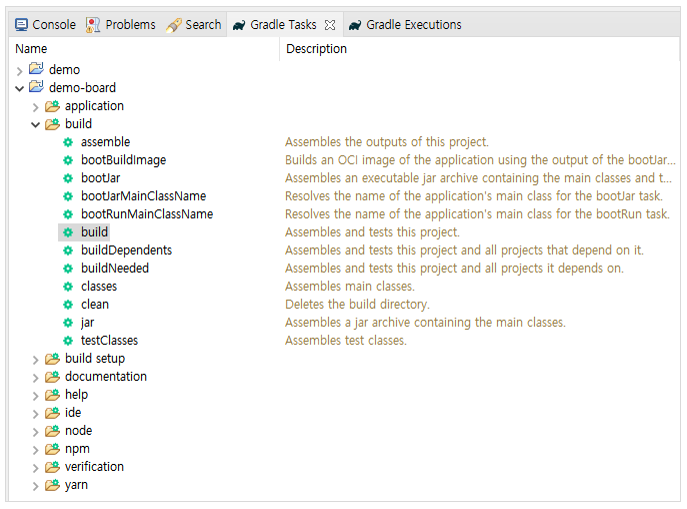 Console Problems Search Gradle Tasks Gradle Executions
Name Description
demo
demo-board
application
build
assemble Assembles the outputs of this project.
bootBuildImage Builds an OCI image of the application using the output of the bootJar...
bootJar Assembles an executable jar archive containing the main classes and t...
bootJarMainClassName Resolves the name of the application's main class for the bootJar task.
bootRunMainClassName Resolves the name of the application's main class for the bootRun task.
build Assembles and tests this project.
buildDependents Assembles and tests this project and all projects that depend on it.
buildNeeded Assembles and tests this project and all projects it depends on.
classes Assembles main classes.
clean Deletes the build directory.
jar Assembles a jar archive containing the main classes.
testClasses Assembles test classes.
build setup
documentation
help
ide
node
npm
verification
yarn